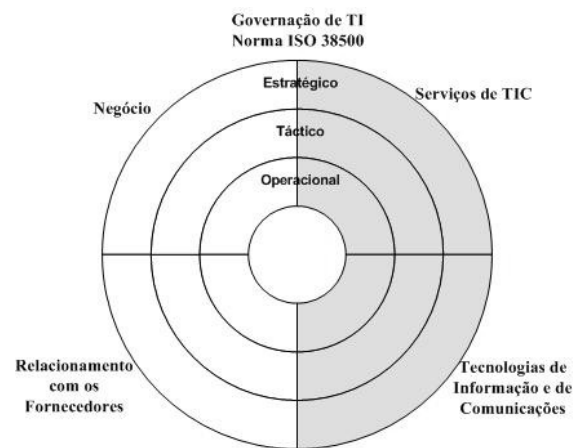 Governação de TI
Norma ISO 38500
Estratégico
Negócio
Serviços de TIC
Táctico
Operacional
Relacionamento
com os
Fornecedores
Tecnologias de
Informação e de
Comunicações